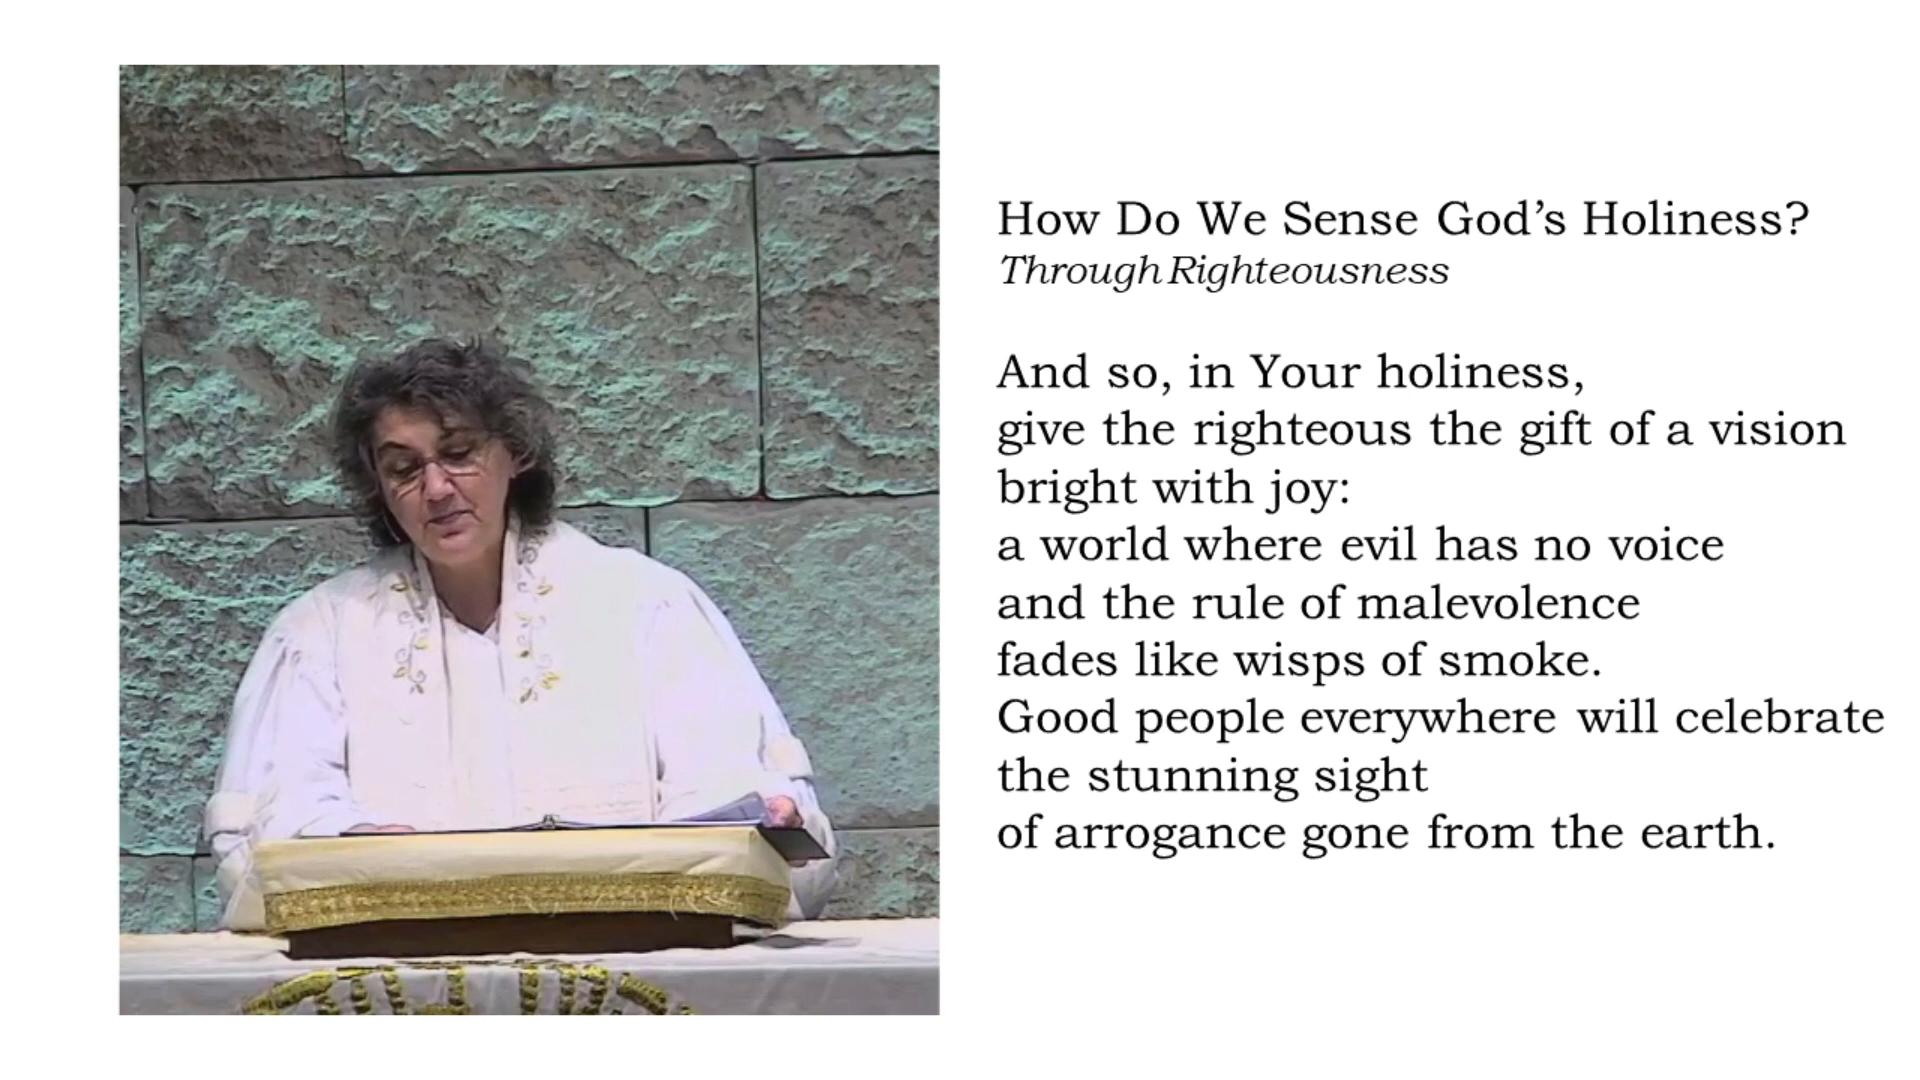 How Do We Sense God’s Holiness?
Through Righteousness
And so, in Your holiness,
give the righteous the gift of a vision
bright with joy:
a world where evil has no voice
and the rule of malevolence
fades like wisps of smoke.
Good people everywhere will celebrate
the stunning sight
of arrogance gone from the earth.